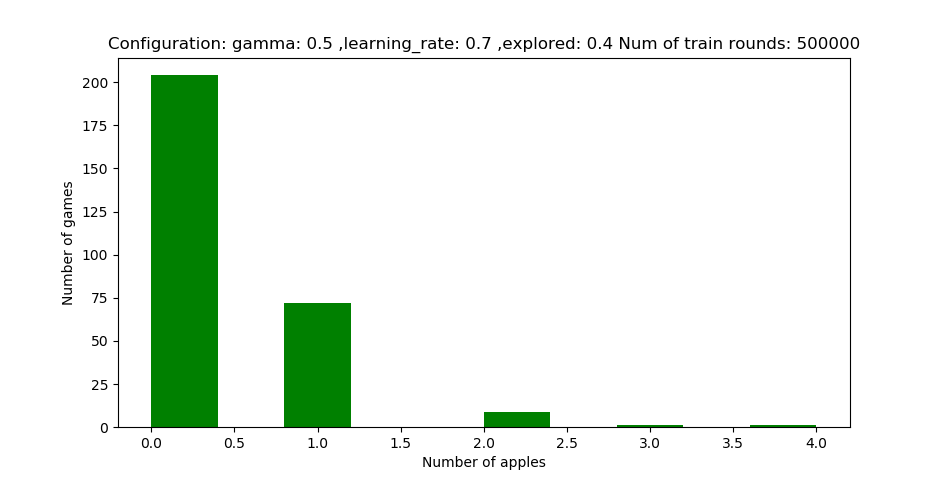 Configuration: gamma: 0.5 ,learning_rate: 0.7 ,explored: 0.4 Num of train rounds: 500000
200
175
150
125
100
75
50
25
0
Number of games
0.0 0.5 1.0 1.5 2.0 2.5 3.0 3.5 4.0
Number of apples